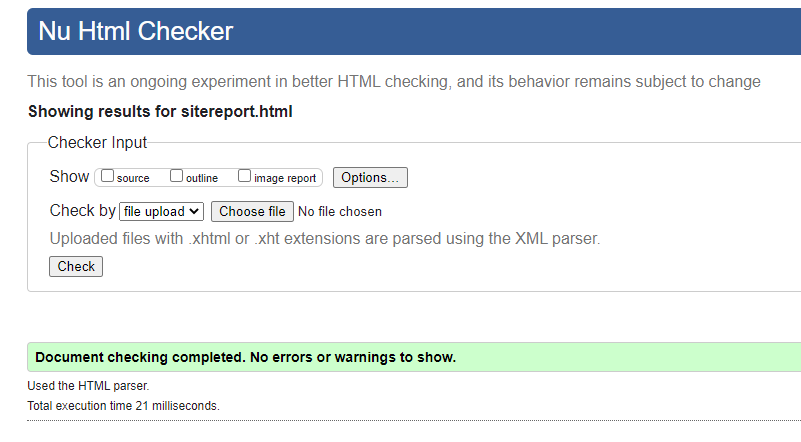 Nu Html Checker
This tool is an ongoing experiment in better HTML checking, and its behavior remains subject to change
Showing results for sitereport.html
Checker Input
Show source outline image report Options...
Check by file upload Choose file No file chosen
Uploaded files with .xhtml or .xht extensions are parsed using the XML parser.
Check
Document checking completed. No errors or warnings to show.
Used the HTML parser.
Total execution time 21 milliseconds.